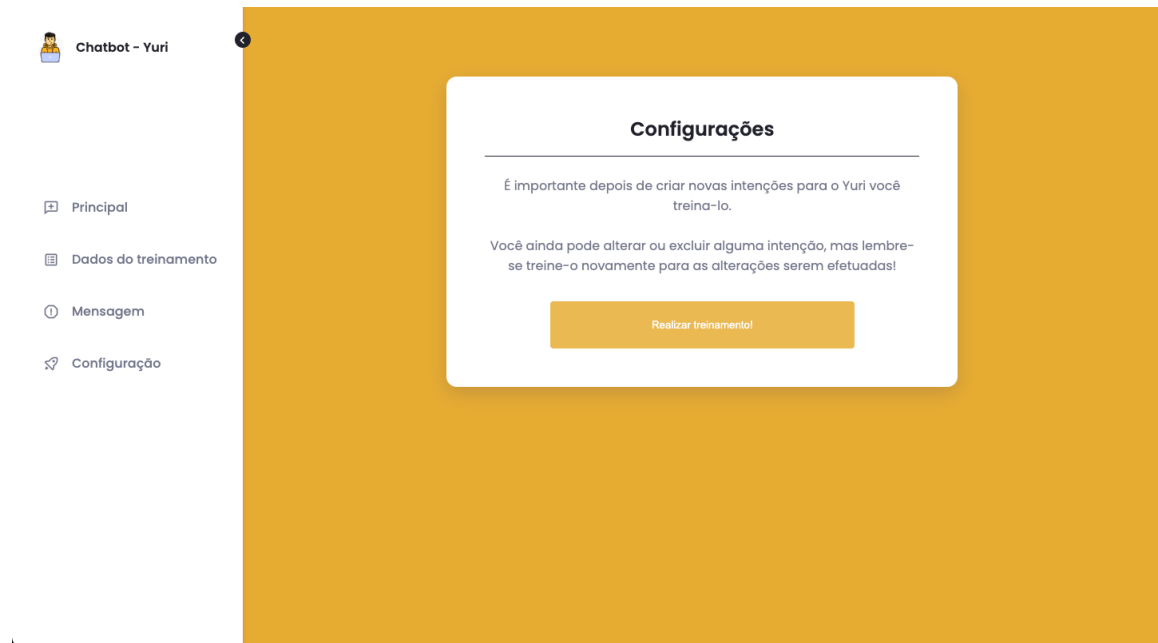 Chatbot - Yuri
Principal
Dados do treinamento
Mensagem
Configuração
Configurações
É importante depois de criar novas intenções para o Yuri você
treina-lo.
Você ainda pode alterar ou excluir alguma intenção, mas lembre-
se treine-o novamente para as alterações serem efetuadas!
Realizar treinamento!